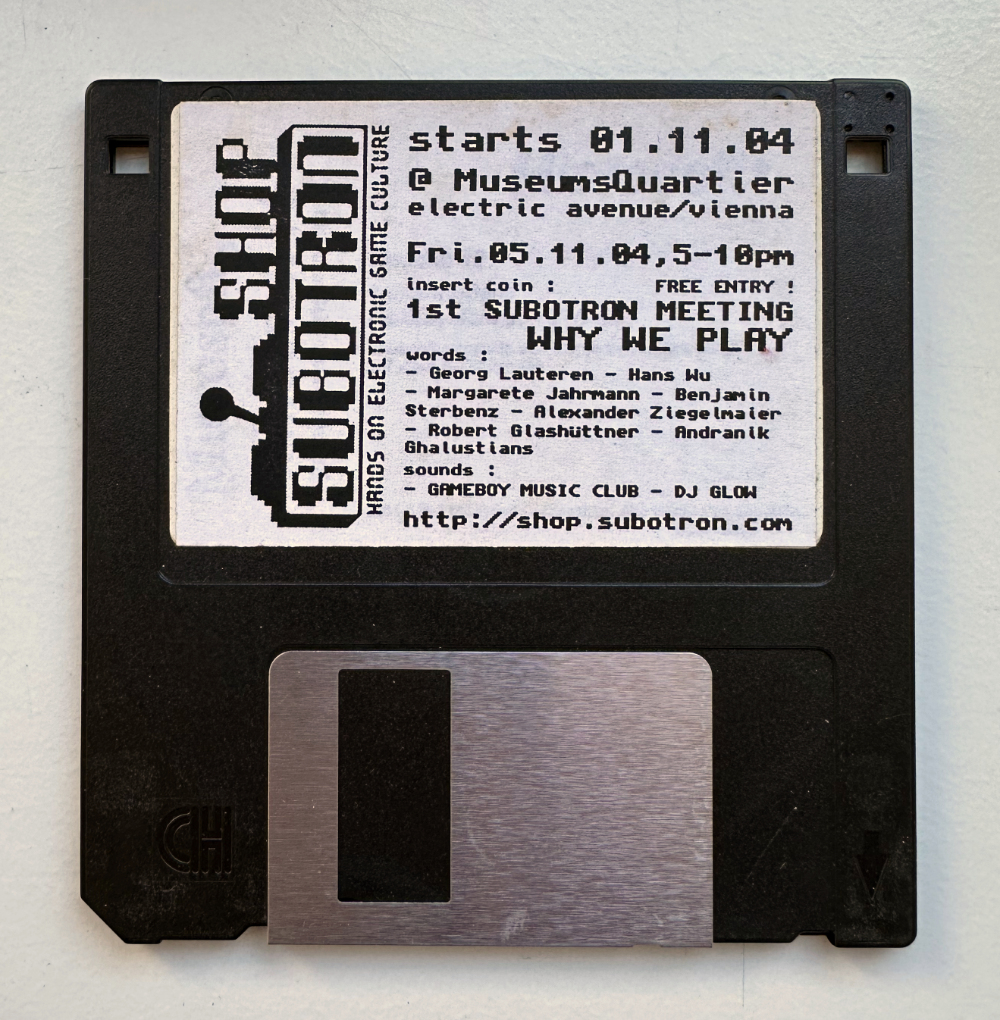 SHOP
SUBOTRON
HANDS ON ELECTRONIC GAME CULTURE
starts 01.11.04
@ MuseumsQuartier
electric avenue/vienna
Fri.05.11.04,5-10pm
insert coin : FREE ENTRY !
1st SUBOTRON MEETING
WHY WE PLAY
words :
- Georg Lauteren - Hans Wu
- Margarete Jahrmann - Benjamin
Sterbenz - Alexander Ziegelmaier
- Robert Glashüttner - Andranik
Ghalustians
sounds :
- GAMEBOY MUSIC CLUB - DJ GLOW
http://shop.subotron.com